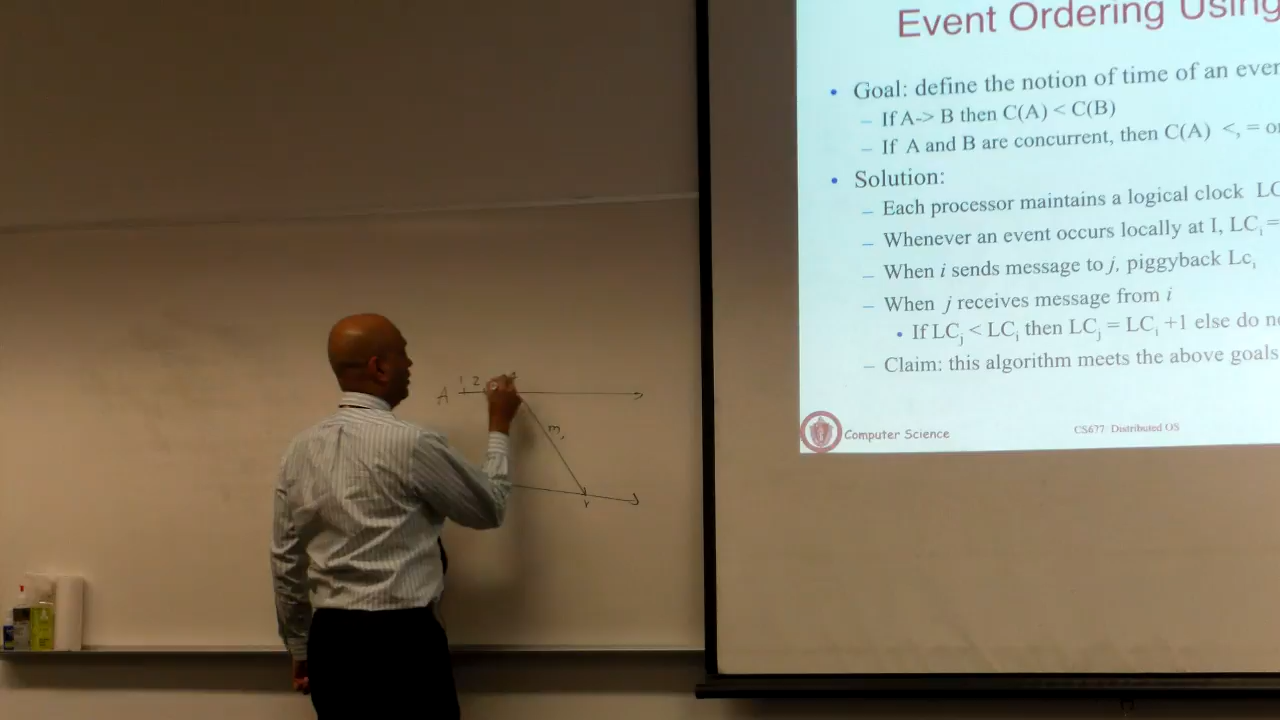 A 1 2
m1
r
Event Ordering Using
• Goal: define the notion of time of an
– If A-> B then C(A) < C(B)
– If A and B are concurrent, then C(A) <, =
• Solution:
– Each processor maintains a logical clock
– Whenever an event occurs locally at I, LCi =
– When i sends message to j, piggyback Lci
– When j receives message from i
• If LCj < LCi then LCj = LCi +1 else do
– Claim: this algorithm meets the above goals
Computer Science
CS677: Distributed OS